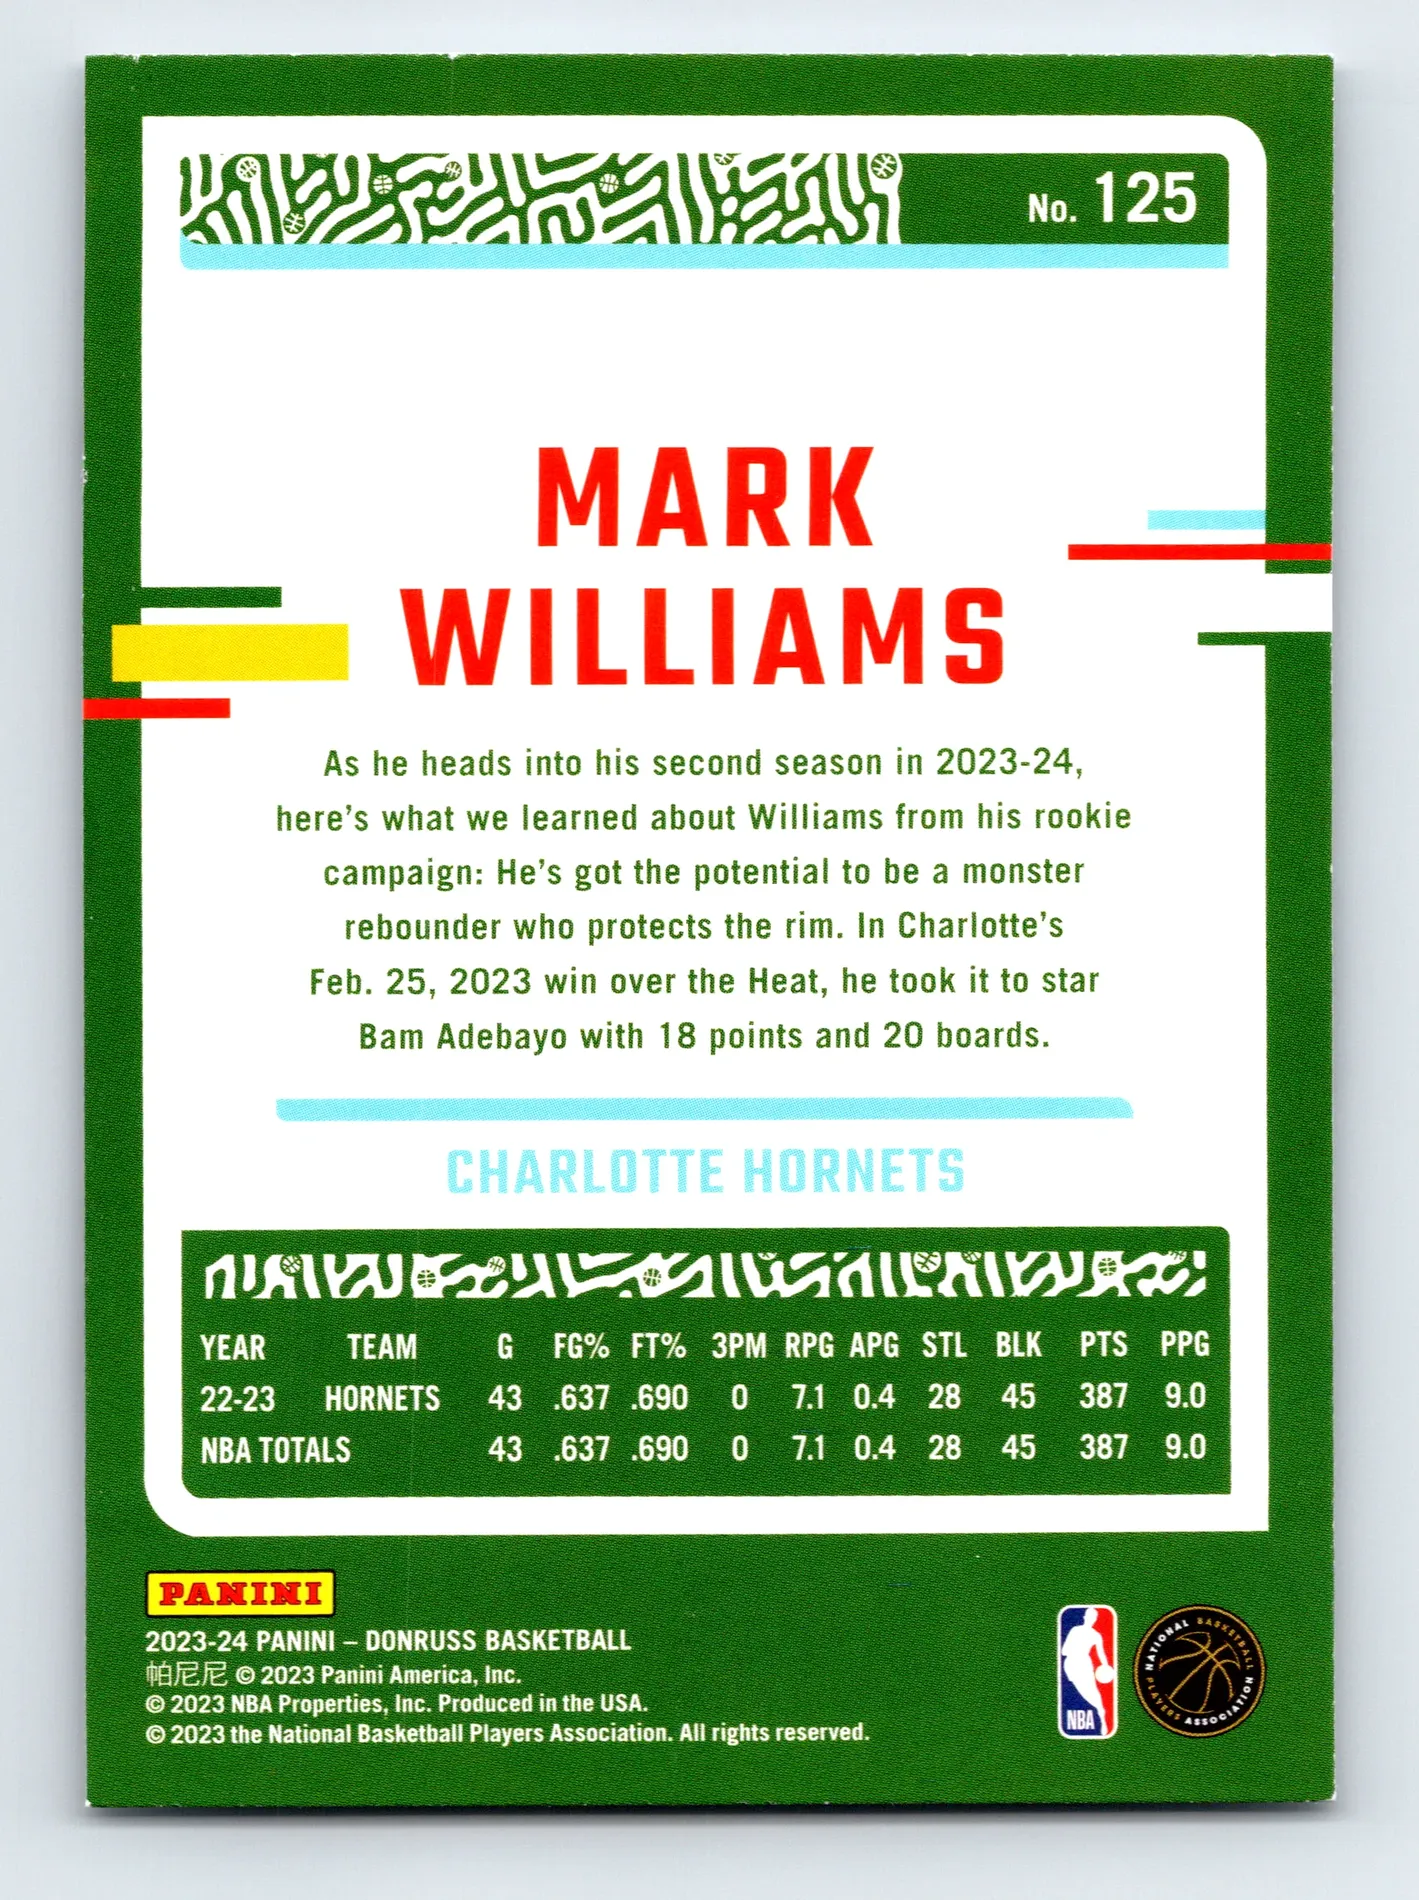 No. 125
MARK
WILLIAMS
As he heads into his second season in 2023-24,
here's what we learned about Williams from his rookie
campaign: He's got the potential to be a monster
rebounder who protects the rim. In Charlotte's
Feb. 25, 2023 win over the Heat, he took it to star
Bam Adebayo with 18 points and 20 boards.
CHARLOTTE HORNETS
YEAR TEAM G FG% FT% 3PM RPG APG STL BLK PTS PPG
22-23 HORNETS 43 .637 .690 0 7.1 0.4 28 45 387 9.0
NBA TOTALS 43 .637 .690 0 7.1 0.4 28 45 387 9.0
PANINI
2023-24 PANINI – DONRUSS BASKETBALL
帕尼尼 © 2023 Panini America, Inc.
© 2023 NBA Properties, Inc. Produced in the USA.
© 2023 the National Basketball Players Association. All rights reserved.
NBA
NATIONAL BASKETBALL PLAYERS ASSOCIATION